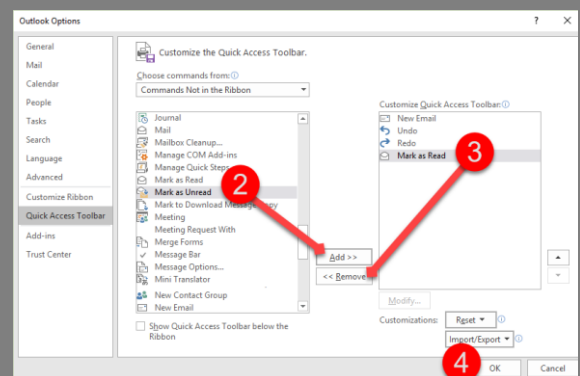 Outlook Options
? ×
General
Mail
Calendar
People
Tasks
Search
Language
Advanced
Customize Ribbon
Quick Access Toolbar
Add-ins
Trust Center
Customize the Quick Access Toolbar.
Choose commands from:
Commands Not in the Ribbon
Journal
Mail
Mailbox Cleanup...
Manage COM Add-ins
Manage Quick Steps
Mark as Read
Mark as Unread
Mark to Download Message Copy
Meeting
Meeting Request With
Merge Forms
Message Bar
Message Options...
Mini Translator
New Contact Group
New Email
Show Quick Access Toolbar below the
Ribbon
2
Add >>
<< Remove
Customize Quick Access Toolbar:
New Email
Undo
Redo
Mark as Read
3
Modify...
Customizations: Reset
Import/Export
4
OK Cancel